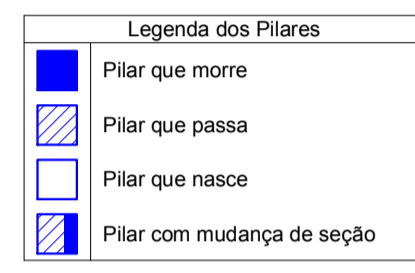 Legenda dos Pilares
Pilar que morre
Pilar que passa
Pilar que nasce
Pilar com mudança de seção